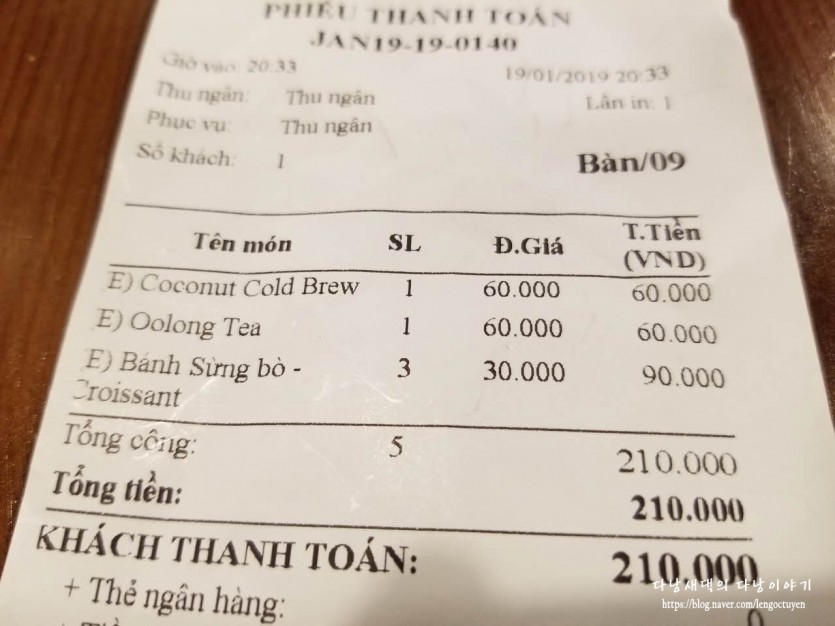 PHIẾU THANH TOÁN
JAN19-19-0140
Giờ vào: 20:33 19/01/2019 20:33
Thu ngân: Thu ngân Lần in: 1
Phục vụ: Thu ngân
Số khách: 1 Bàn/09
Tên món SL Đ.Giá T.Tiền (VND)
E) Coconut Cold Brew 1 60.000 60.000
E) Oolong Tea 1 60.000 60.000
E) Bánh Sừng bò - 3 30.000 90.000
Croissant
Tổng cộng: 5 210.000
Tổng tiền: 210.000
KHÁCH THANH TOÁN: 210.000
+ Thẻ ngân hàng: 0
다낭새댁의 다낭이야기
https://blog.naver.com/lengoctuyen